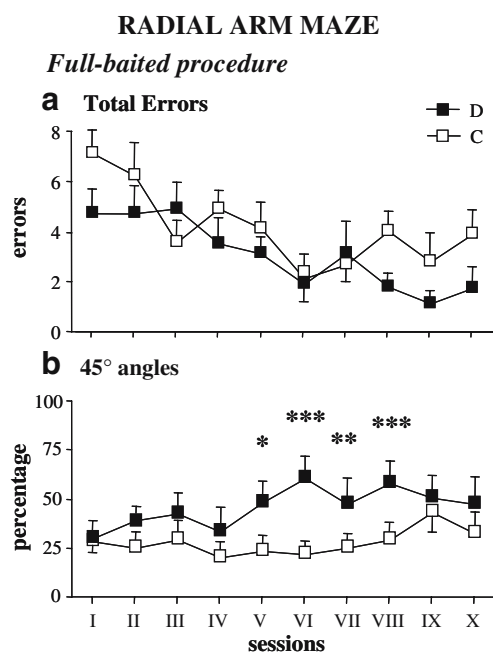 RADIAL ARM MAZE
Full-baited procedure
a Total Errors
D
C
8
6
4
2
0
errors
b 45° angles
100
75
50
25
0
percentage
* *** ** ***
I II III IV V VI VII VIII IX X
sessions